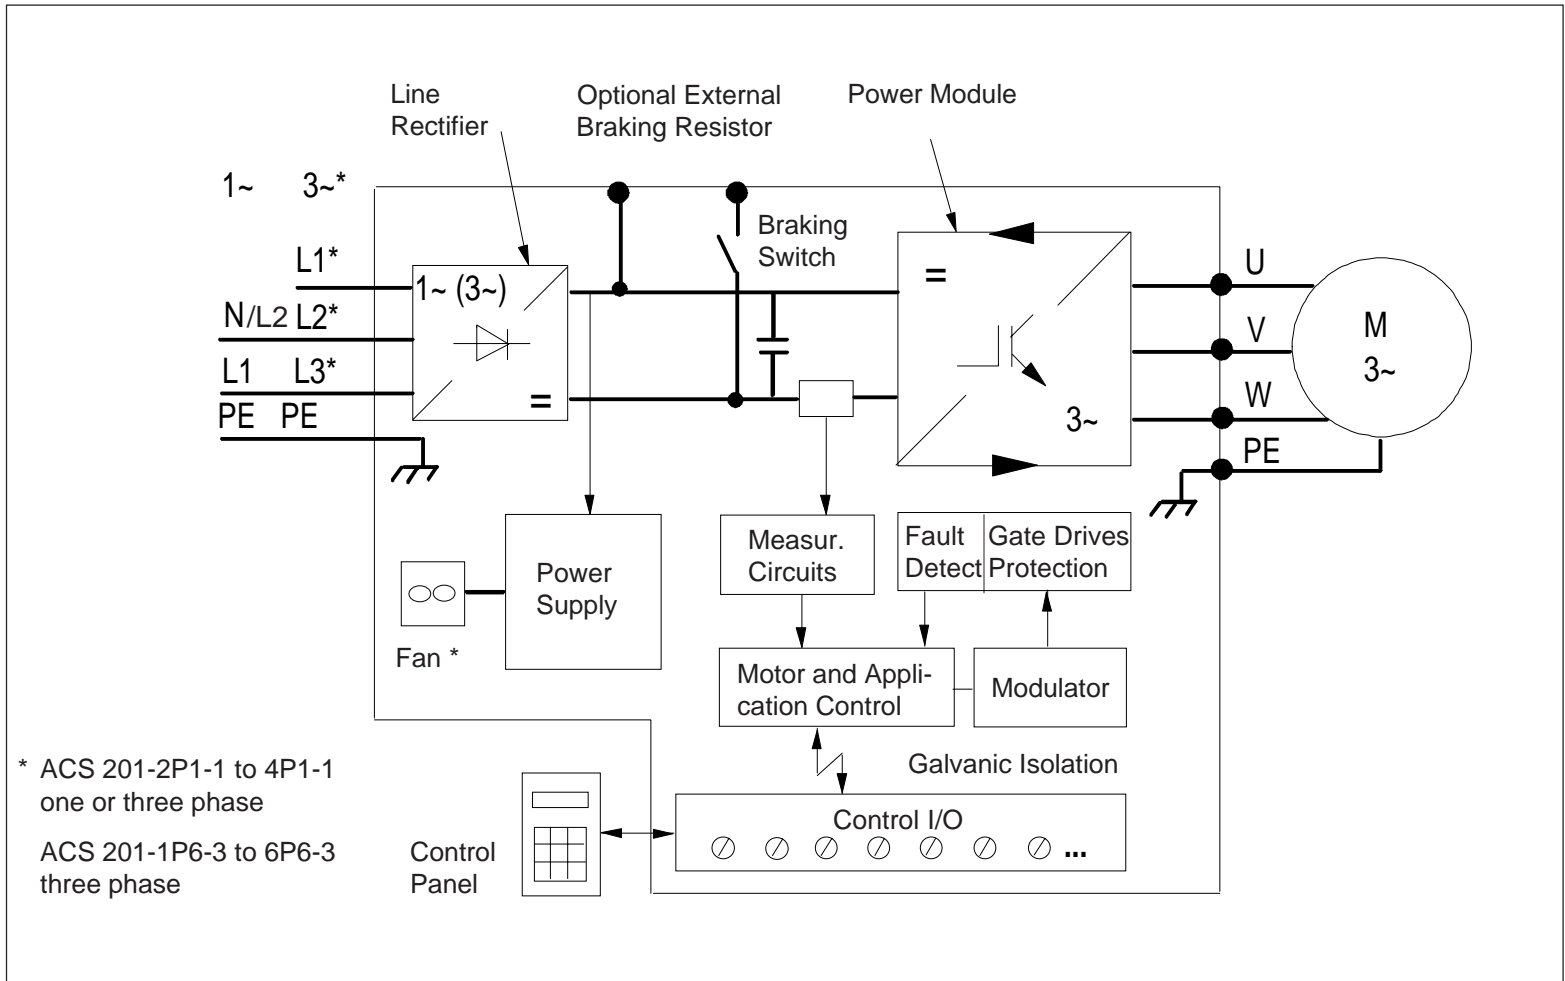 Line
Rectifier
Optional External
Braking Resistor
Power Module
1~ 3~*
Braking
Switch
L1*
1~ (3~)
=
=
3~
N/L2 L2*
L1 L3*
PE PE
U
V
W
PE
M
3~
Power
Supply
Fan *
Measur.
Circuits
Fault
Detect
Gate Drives
Protection
Motor and Appli-
cation Control
Modulator
Galvanic Isolation
Control I/O
...
Control
Panel
* ACS 201-2P1-1 to 4P1-1
one or three phase
ACS 201-1P6-3 to 6P6-3
three phase